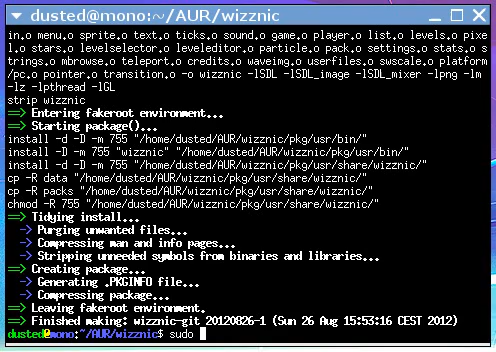 dusted@mono:~/AUR/wizznic
in.o menu.o sprite.o text.o ticks.o sound.o game.o player.o list.o levels.o pixe
l.o stars.o levelselector.o leveleditor.o particle.o pack.o settings.o stats.o s
trings.o mbrowse.o teleport.o credits.o waveimg.o userfiles.o swscale.o platform
/pc.o pointer.o transition.o -o wizznic -lSDL -lSDL_image -lSDL_mixer -lpng -lm
-lz -lpthread -lGL
strip wizznic
==> Entering fakeroot environment...
==> Starting package()...
install -d -D -m 755 "/home/dusted/AUR/wizznic/pkg/usr/bin/"
install -D -m 755 "wizznic" "/home/dusted/AUR/wizznic/pkg/usr/bin/"
install -d -D -m 755 "/home/dusted/AUR/wizznic/pkg/usr/share/wizznic/"
cp -R data "/home/dusted/AUR/wizznic/pkg/usr/share/wizznic/"
cp -R packs "/home/dusted/AUR/wizznic/pkg/usr/share/wizznic/"
chmod -R 755 "/home/dusted/AUR/wizznic/pkg/usr/share/wizznic/"
==> Tidying install...
  -> Purging unwanted files...
  -> Compressing man and info pages...
  -> Stripping unneeded symbols from binaries and libraries...
==> Creating package...
  -> Generating .PKGINFO file...
  -> Compressing package...
==> Leaving fakeroot environment.
==> Finished making: wizznic-git 20120826-1 (Sun 26 Aug 15:53:16 CEST 2012)
dusted@mono:~/AUR/wizznic$ sudo